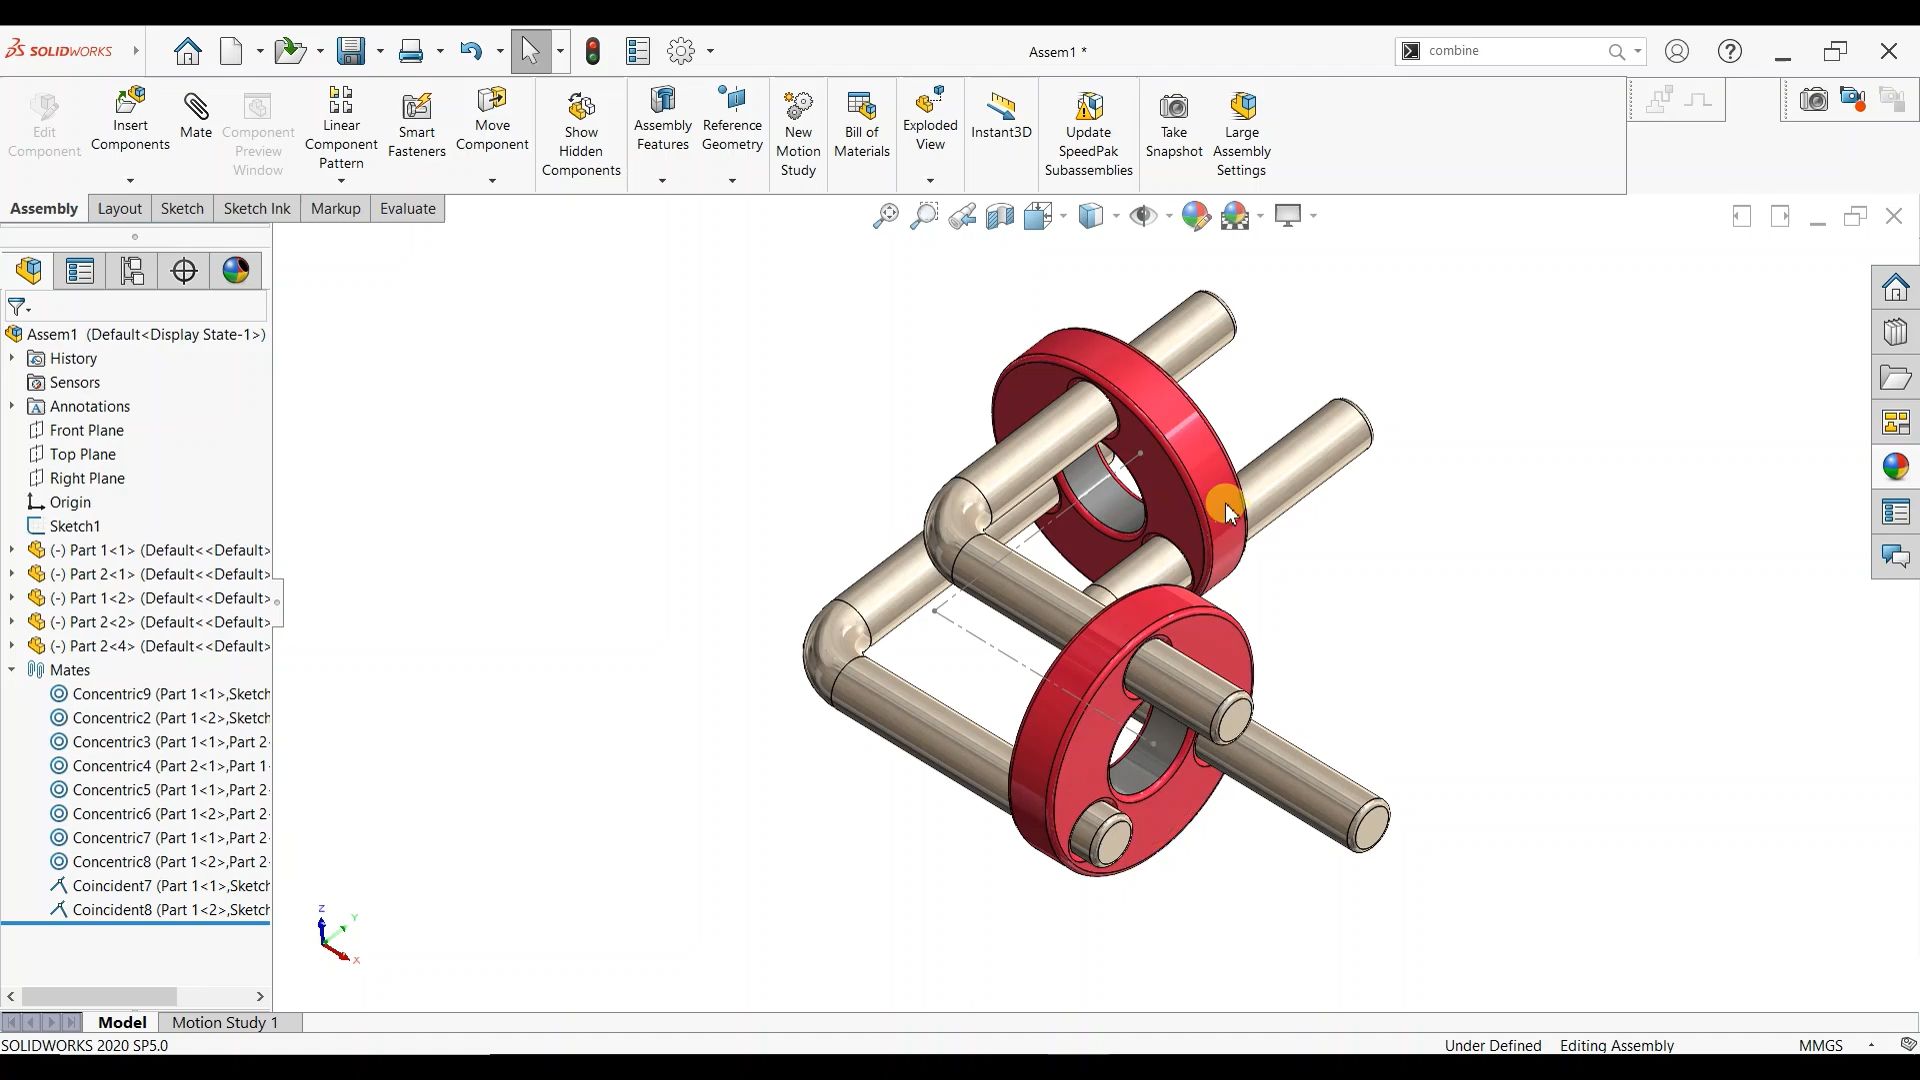 SOLIDWORKS
Assem1 *
combine
Edit Component
Insert Components
Mate
Component Preview Window
Linear Component Pattern
Smart Fasteners
Move Component
Show Hidden Components
Assembly Features
Reference Geometry
New Motion Study
Bill of Materials
Exploded View
Instant3D
Update SpeedPak Subassemblies
Take Snapshot
Large Assembly Settings
Assembly
Layout
Sketch
Sketch Ink
Markup
Evaluate
Assem1 (Default<Display State-1>)
History
Sensors
Annotations
Front Plane
Top Plane
Right Plane
Origin
Sketch1
(-) Part 1<1> (Default<<Default>
(-) Part 2<1> (Default<<Default>
(-) Part 1<2> (Default<<Default>
(-) Part 2<2> (Default<<Default>
(-) Part 2<4> (Default<<Default>
Mates
Concentric9 (Part 1<1>,Sketch
Concentric2 (Part 1<2>,Sketch
Concentric3 (Part 1<1>,Part 2
Concentric4 (Part 2<1>,Part 1
Concentric5 (Part 1<1>,Part 2
Concentric6 (Part 1<2>,Part 2
Concentric7 (Part 1<1>,Part 2
Concentric8 (Part 1<2>,Part 2
Coincident7 (Part 1<1>,Sketch
Coincident8 (Part 1<2>,Sketch
Z
Y
X
Model
Motion Study 1
SOLIDWORKS 2020 SP5.0
Under Defined
Editing Assembly
MMGS